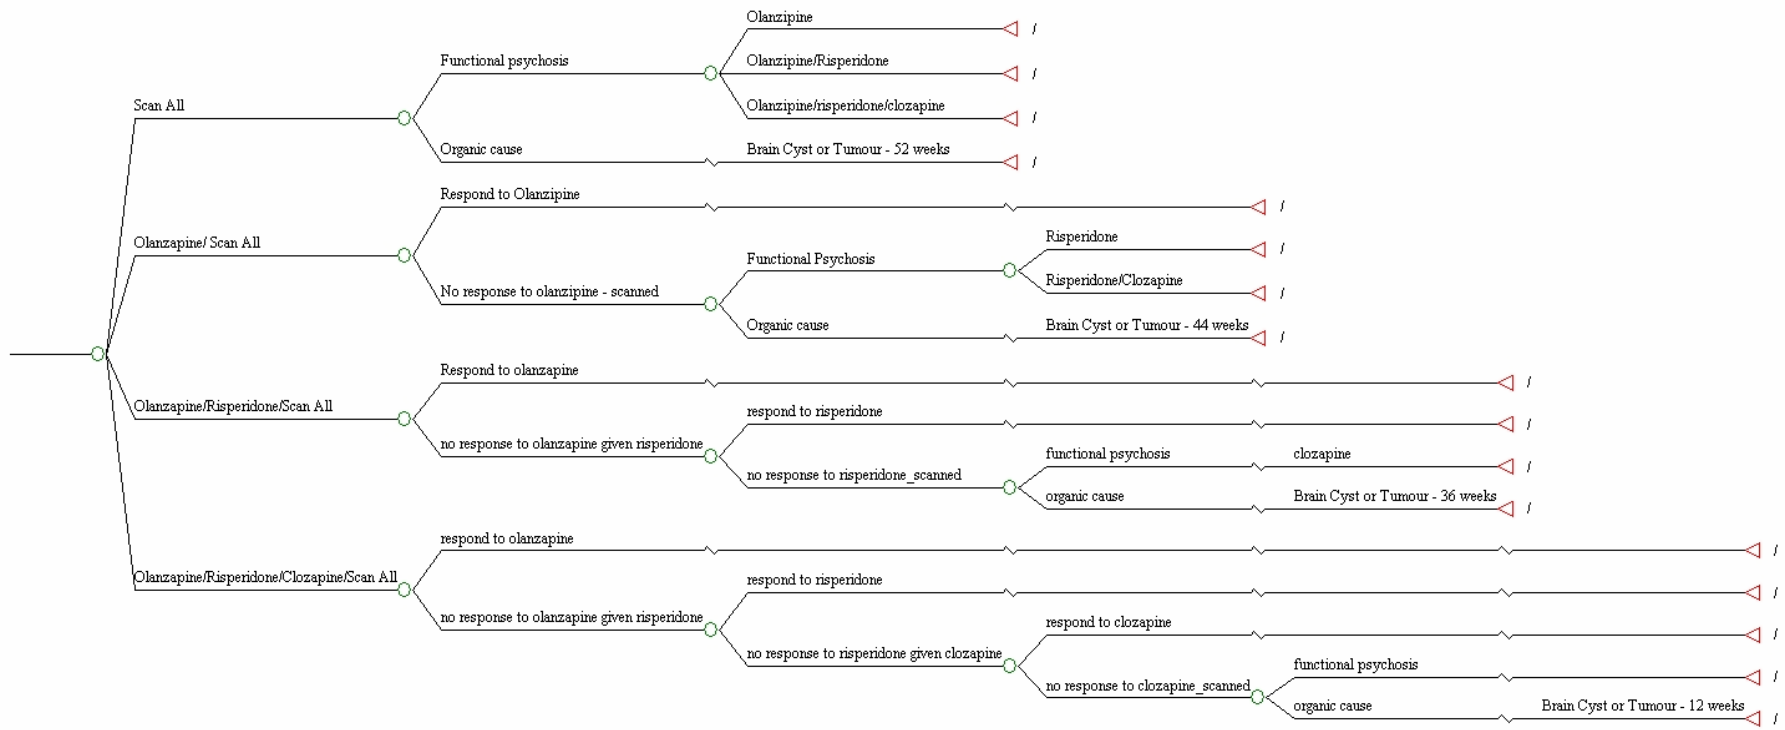 Olanzipine
/
Functional psychosis
Olanzipine/Risperidone
/
Scan All
Olanzipine/risperidone/clozapine
/
Organic cause
Brain Cyst or Tumour - 52 weeks
/
Respond to Olanzipine
/
Olanzapine/ Scan All
Risperidone
/
Functional Psychosis
Risperidone/Clozapine
/
No response to olanzipine - scanned
Organic cause
Brain Cyst or Tumour - 44 weeks
/
Respond to olanzapine
/
Olanzapine/Risperidone/Scan All
respond to risperidone
/
no response to olanzapine given risperidone
functional psychosis
clozapine
/
no response to risperidone_scanned
organic cause
Brain Cyst or Tumour - 36 weeks
/
respond to olanzapine
/
Olanzapine/Risperidone/Clozapine/Scan All
respond to risperidone
/
no response to olanzapine given risperidone
respond to clozapine
/
no response to risperidone given clozapine
functional psychosis
/
no response to clozapine_scanned
organic cause
Brain Cyst or Tumour - 12 weeks
/